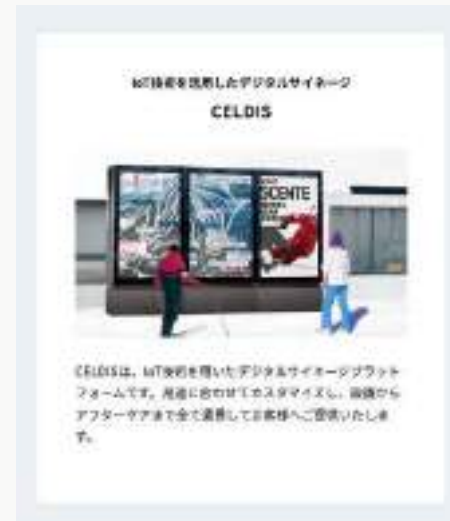 IoT技術を活用したデジタルサイネージ
CELDIS
SCENTE
CELDISは、IoT技術を用いたデジタルサイネージプラット
フォームです。用途に合わせてカスタマイズし、設置から
アフターケアまで全て連携してお客様へご提供いたしま
す。